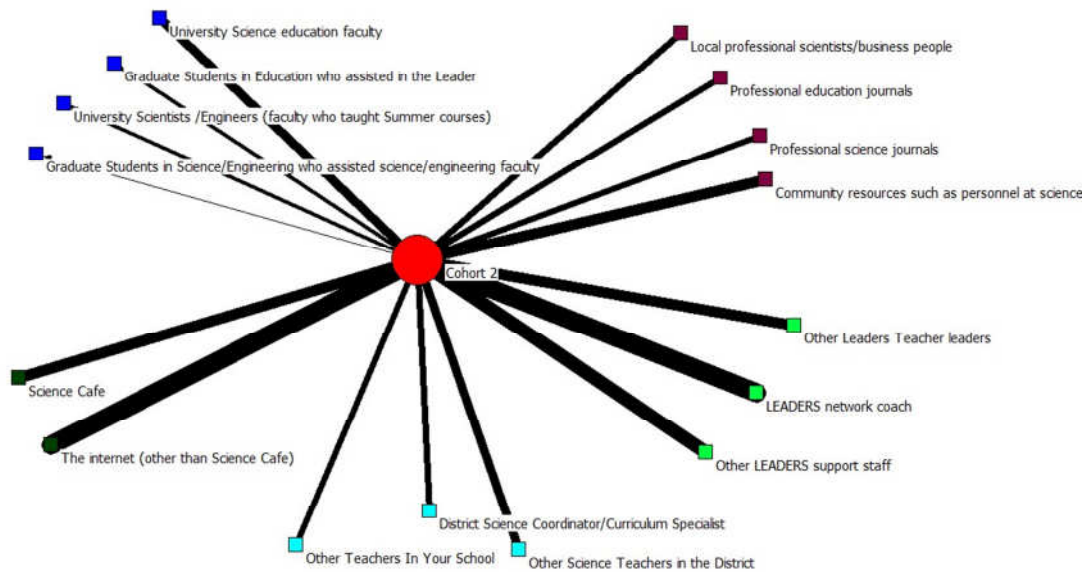 University Science education faculty
Graduate Students in Education who assisted in the Leader
University Scientists /Engineers (faculty who taught Summer courses)
Graduate Students in Science/Engineering who assisted science/engineering faculty
Local professional scientists/business people
Professional education journals
Professional science journals
Community resources such as personnel at science
Cohort 2
Other Leaders Teacher leaders
Science Cafe
LEADERS network coach
The internet (other than Science Cafe)
Other LEADERS support staff
District Science Coordinator/Curriculum Specialist
Other Teachers In Your School
Other Science Teachers in the District